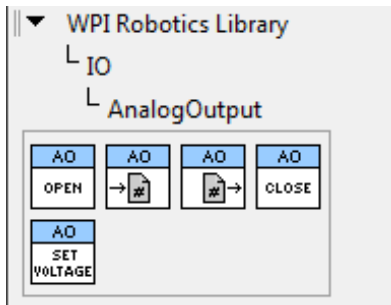 WPI Robotics Library
IO
AnalogOutput
AO AO AO AO
OPEN # # CLOSE
AO
SET
VOLTAGE